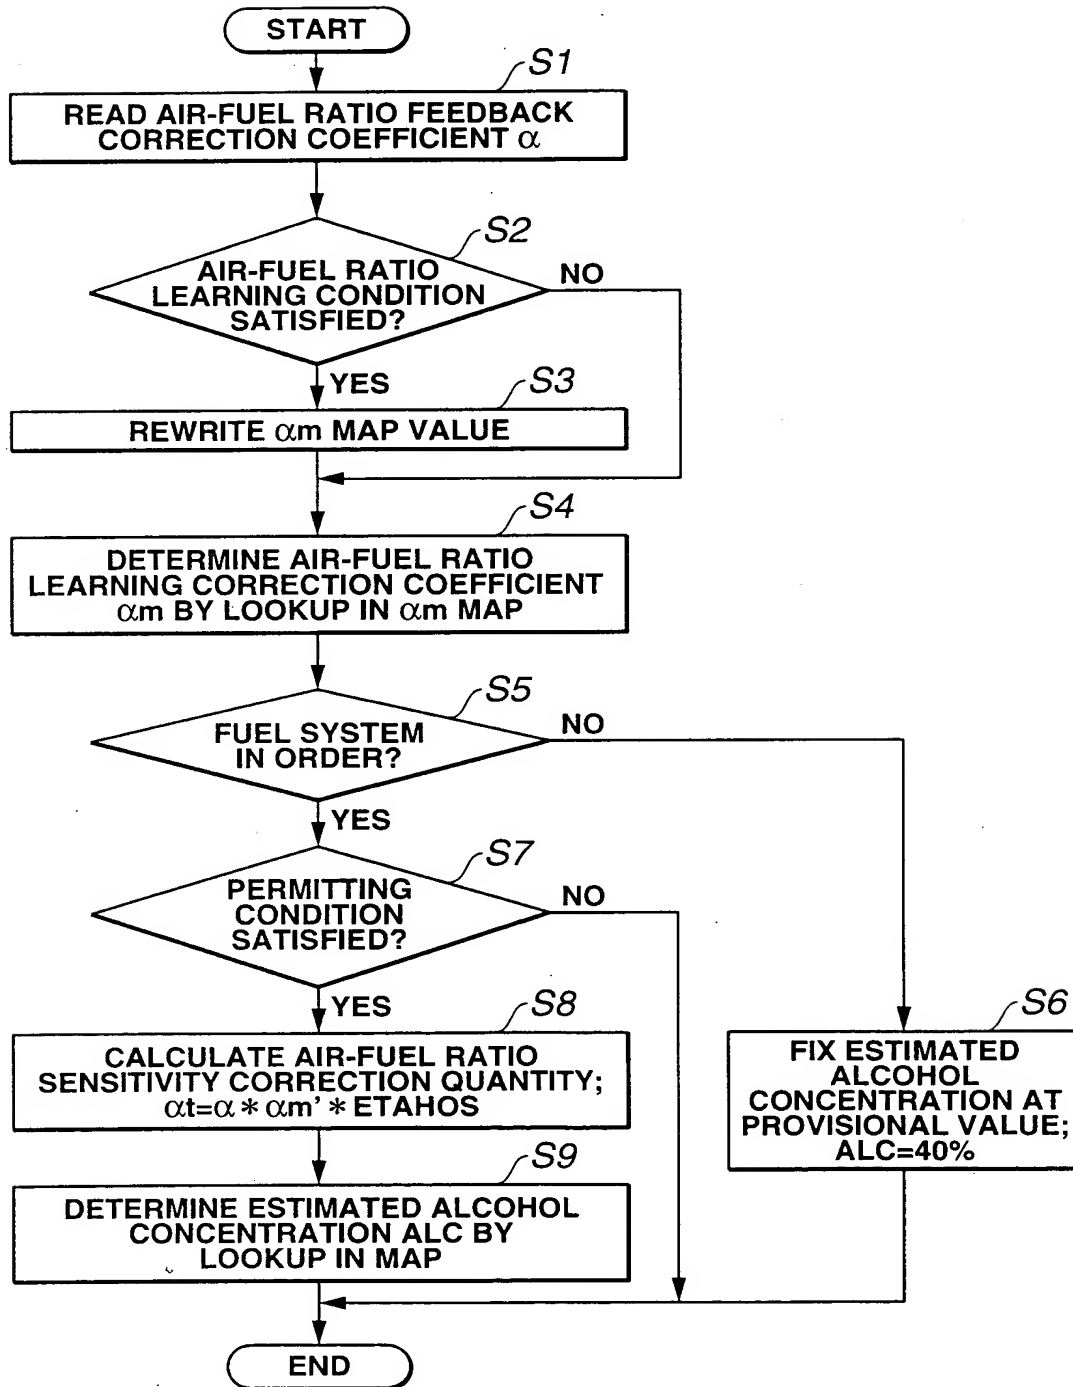 START
S1
READ AIR-FUEL RATIO FEEDBACK
CORRECTION COEFFICIENT α
S2
AIR-FUEL RATIO
LEARNING CONDITION
SATISFIED?
NO
YES
S3
REWRITE αm MAP VALUE
S4
DETERMINE AIR-FUEL RATIO
LEARNING CORRECTION COEFFICIENT
αm BY LOOKUP IN αm MAP
S5
FUEL SYSTEM
IN ORDER?
NO
YES
S7
PERMITTING
CONDITION
SATISFIED?
NO
YES
S8
CALCULATE AIR-FUEL RATIO
SENSITIVITY CORRECTION QUANTITY;
αt=α * αm' * ETAHOS
S6
FIX ESTIMATED
ALCOHOL
CONCENTRATION AT
PROVISIONAL VALUE;
ALC=40%
S9
DETERMINE ESTIMATED ALCOHOL
CONCENTRATION ALC BY
LOOKUP IN MAP
END